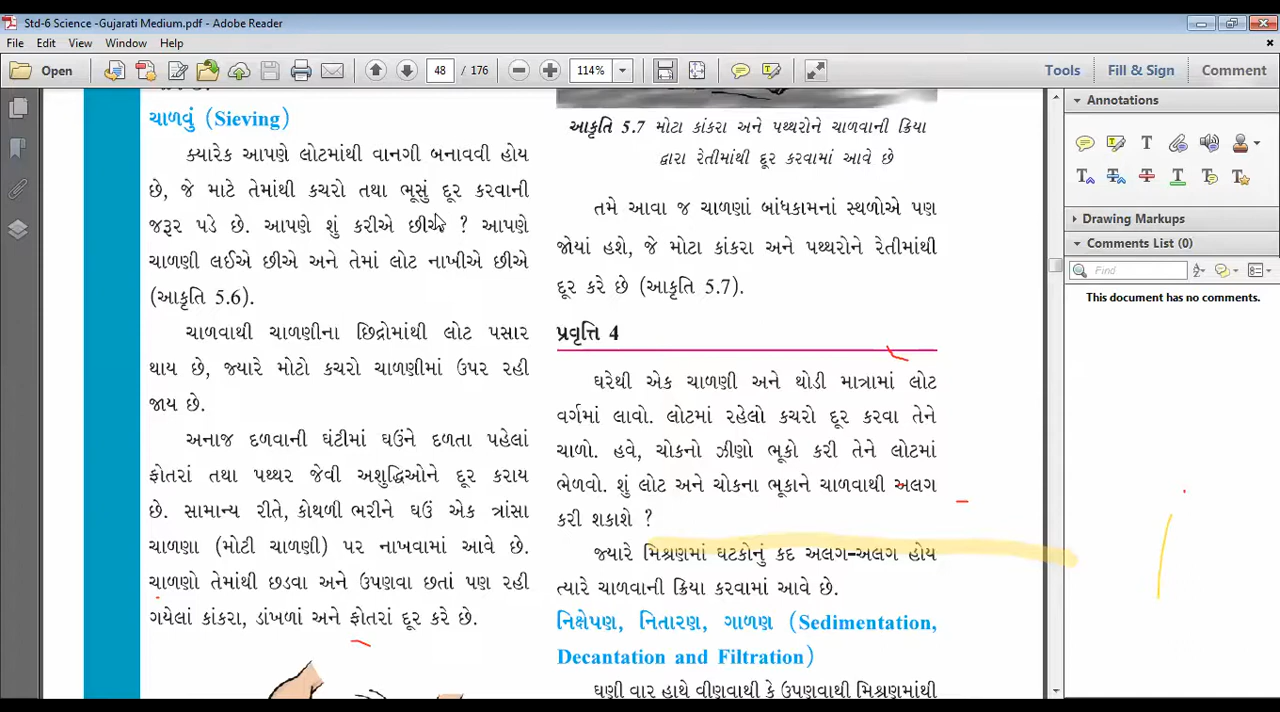 Std-6 Science -Gujarati Medium.pdf - Adobe Reader
File Edit View Window Help
Open 48 / 176 114% Tools Fill & Sign Comment
ચાળવું (Sieving)
ક્યારેક આપણે લોટમાંથી વાનગી બનાવવી હોય
છે, જે માટે તેમાંથી કચરો તથા ભૂસું દૂર કરવાની
જરૂર પડે છે. આપણે શું કરીએ છીએ ? આપણે
ચાળણી લઈએ છીએ અને તેમાં લોટ નાખીએ છીએ
(આકૃતિ 5.6).
ચાળવાથી ચાળણીના છિદ્રોમાંથી લોટ પસાર
થાય છે, જ્યારે મોટો કચરો ચાળણીમાં ઉપર રહી
જાય છે.
અનાજ દળવાની ઘંટીમાં ઘઉંને દળતા પહેલાં
ફોતરાં તથા પથ્થર જેવી અશુદ્ધિઓને દૂર કરાય
છે. સામાન્ય રીતે, કોથળી ભરીને ઘઉં એક ત્રાંસા
ચાળણા (મોટી ચાળણી) પર નાખવામાં આવે છે.
ચાળણો તેમાંથી છડવા અને ઉપણવા છતાં પણ રહી
ગયેલાં કાંકરા, ડાંખળાં અને ફોતરાં દૂર કરે છે.
આકૃતિ 5.7 મોટા કાંકરા અને પથ્થરોને ચાળવાની ક્રિયા
દ્વારા રેતીમાંથી દૂર કરવામાં આવે છે
તમે આવા જ ચાળણાં બાંધકામનાં સ્થળોએ પણ
જોયાં હશે, જે મોટા કાંકરા અને પથ્થરોને રેતીમાંથી
દૂર કરે છે (આકૃતિ 5.7).
પ્રવૃત્તિ 4
ઘરેથી એક ચાળણી અને થોડી માત્રામાં લોટ
વર્ગમાં લાવો. લોટમાં રહેલો કચરો દૂર કરવા તેને
ચાળો. હવે, ચોકનો ઝીણો ભૂકો કરી તેને લોટમાં
ભેળવો. શું લોટ અને ચોકના ભૂકાને ચાળવાથી અલગ
કરી શકાશે ?
જ્યારે મિશ્રણમાં ઘટકોનું કદ અલગ-અલગ હોય
ત્યારે ચાળવાની ક્રિયા કરવામાં આવે છે.
નિક્ષેપણ, નિતારણ, ગાળણ (Sedimentation,
Decantation and Filtration)
ઘણી વાર હાથે વીણવાથી કે ઉપણવાથી મિશ્રણમાંથી
Annotations
Drawing Markups
Comments List (0)
Find
This document has no comments.